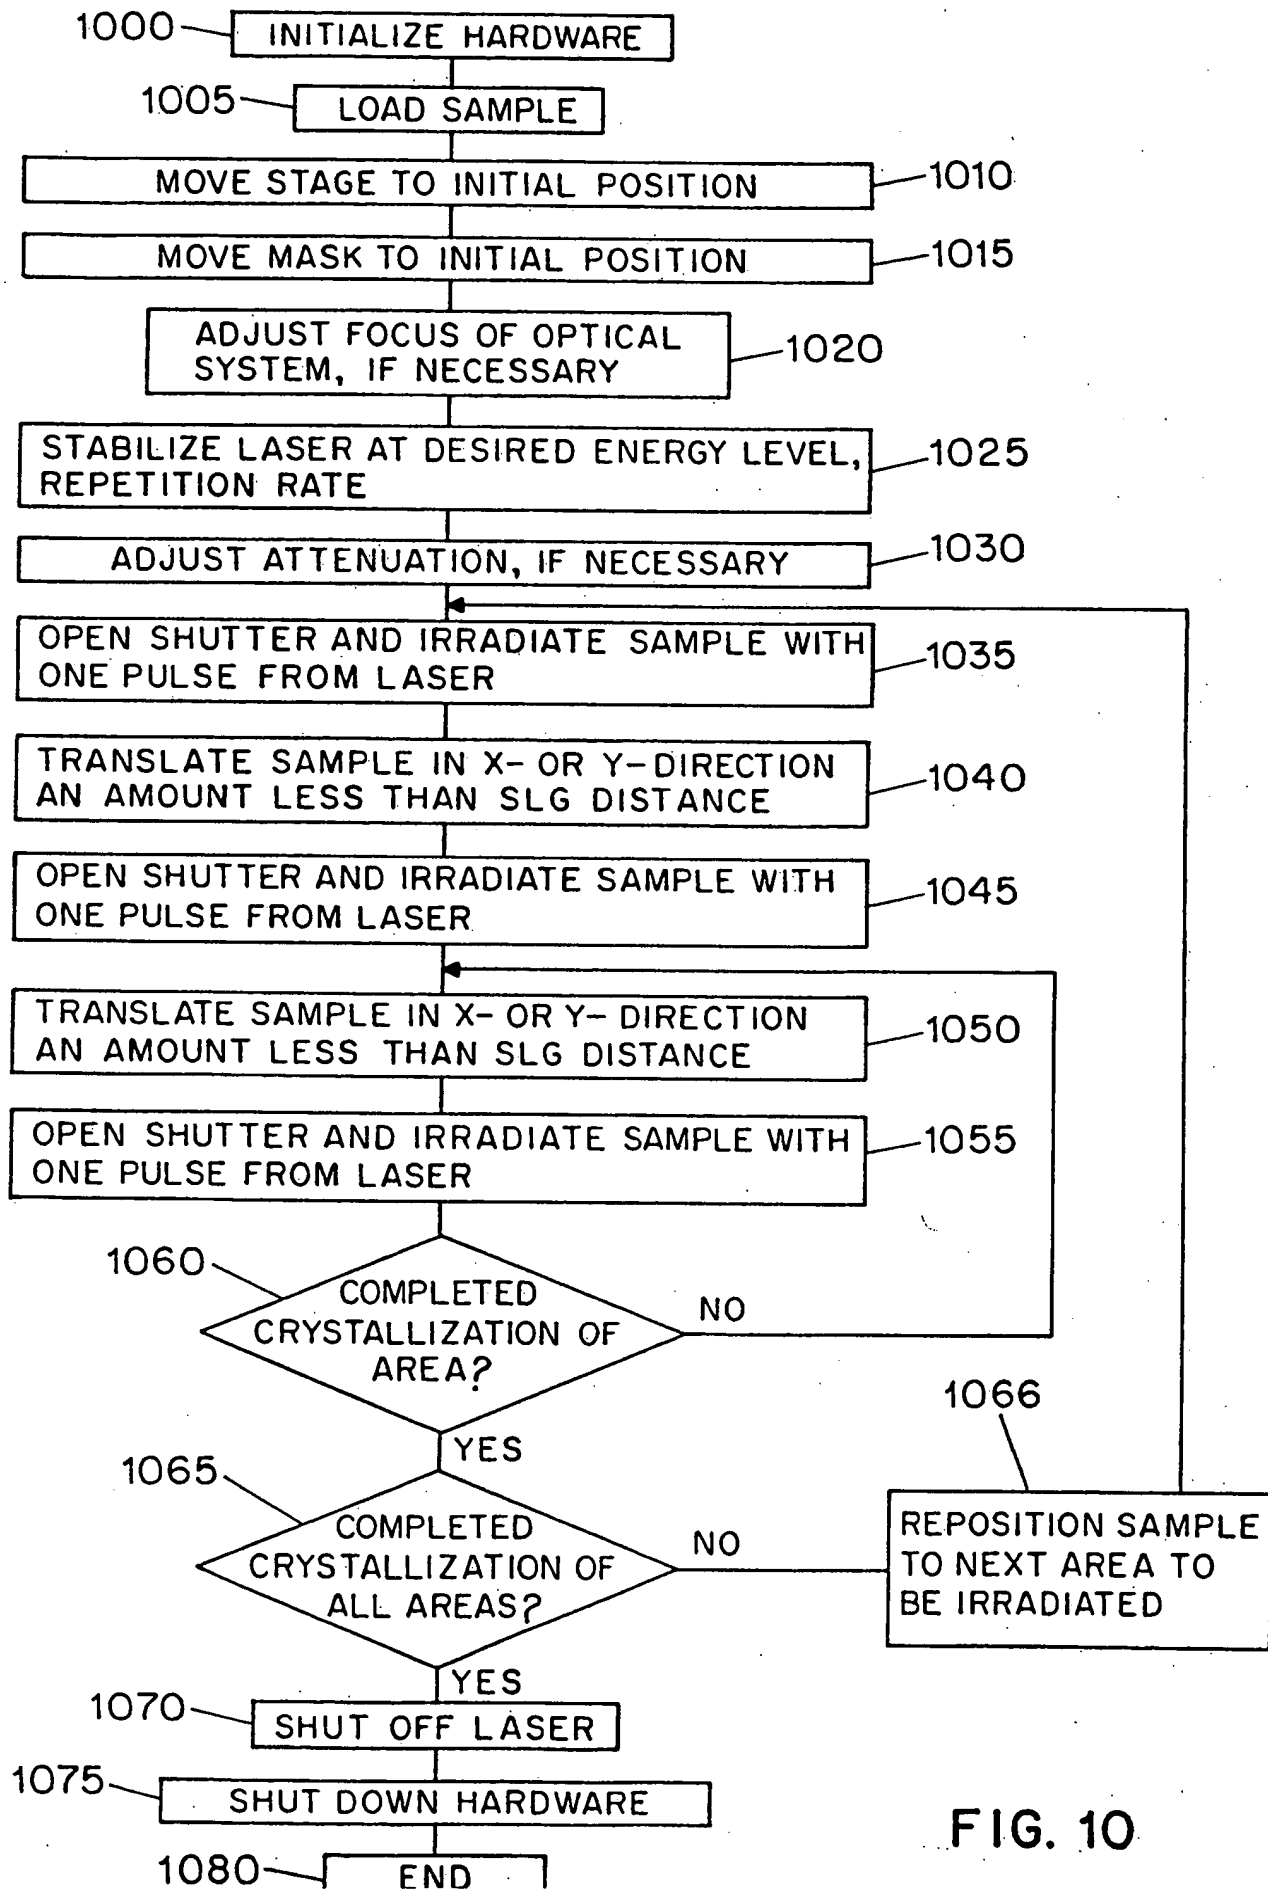 1000
INITIALIZE HARDWARE
1005
LOAD SAMPLE
MOVE STAGE TO INITIAL POSITION
1010
MOVE MASK TO INITIAL POSITION
1015
ADJUST FOCUS OF OPTICAL
SYSTEM, IF NECESSARY
1020
STABILIZE LASER AT DESIRED ENERGY LEVEL,
REPETITION RATE
1025
ADJUST ATTENUATION, IF NECESSARY
1030
OPEN SHUTTER AND IRRADIATE SAMPLE WITH
ONE PULSE FROM LASER
1035
TRANSLATE SAMPLE IN X- OR Y-DIRECTION
AN AMOUNT LESS THAN SLG DISTANCE
1040
OPEN SHUTTER AND IRRADIATE SAMPLE WITH
ONE PULSE FROM LASER
1045
TRANSLATE SAMPLE IN X- OR Y- DIRECTION
AN AMOUNT LESS THAN SLG DISTANCE
1050
OPEN SHUTTER AND IRRADIATE SAMPLE WITH
ONE PULSE FROM LASER
1055
1060
COMPLETED
CRYSTALLIZATION OF
AREA?
NO
YES
1065
COMPLETED
CRYSTALLIZATION OF
ALL AREAS?
NO
1066
REPOSITION SAMPLE
TO NEXT AREA TO
BE IRRADIATED
YES
1070
SHUT OFF LASER
1075
SHUT DOWN HARDWARE
1080
END
FIG. 10